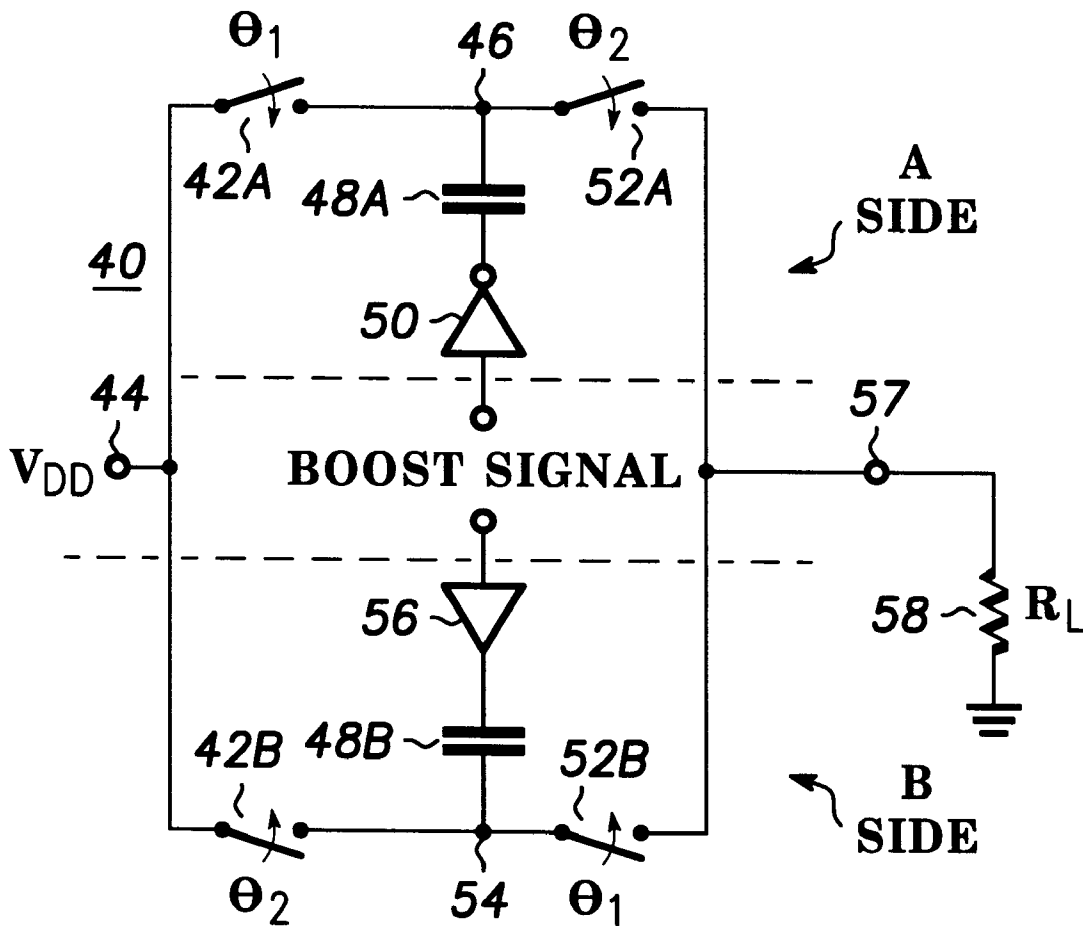 Θ1
46
Θ2
42A
48A
52A
A
SIDE
40
50
44
57
VDD
BOOST SIGNAL
56
58
RL
48B
42B
52B
B
SIDE
Θ2
54
Θ1